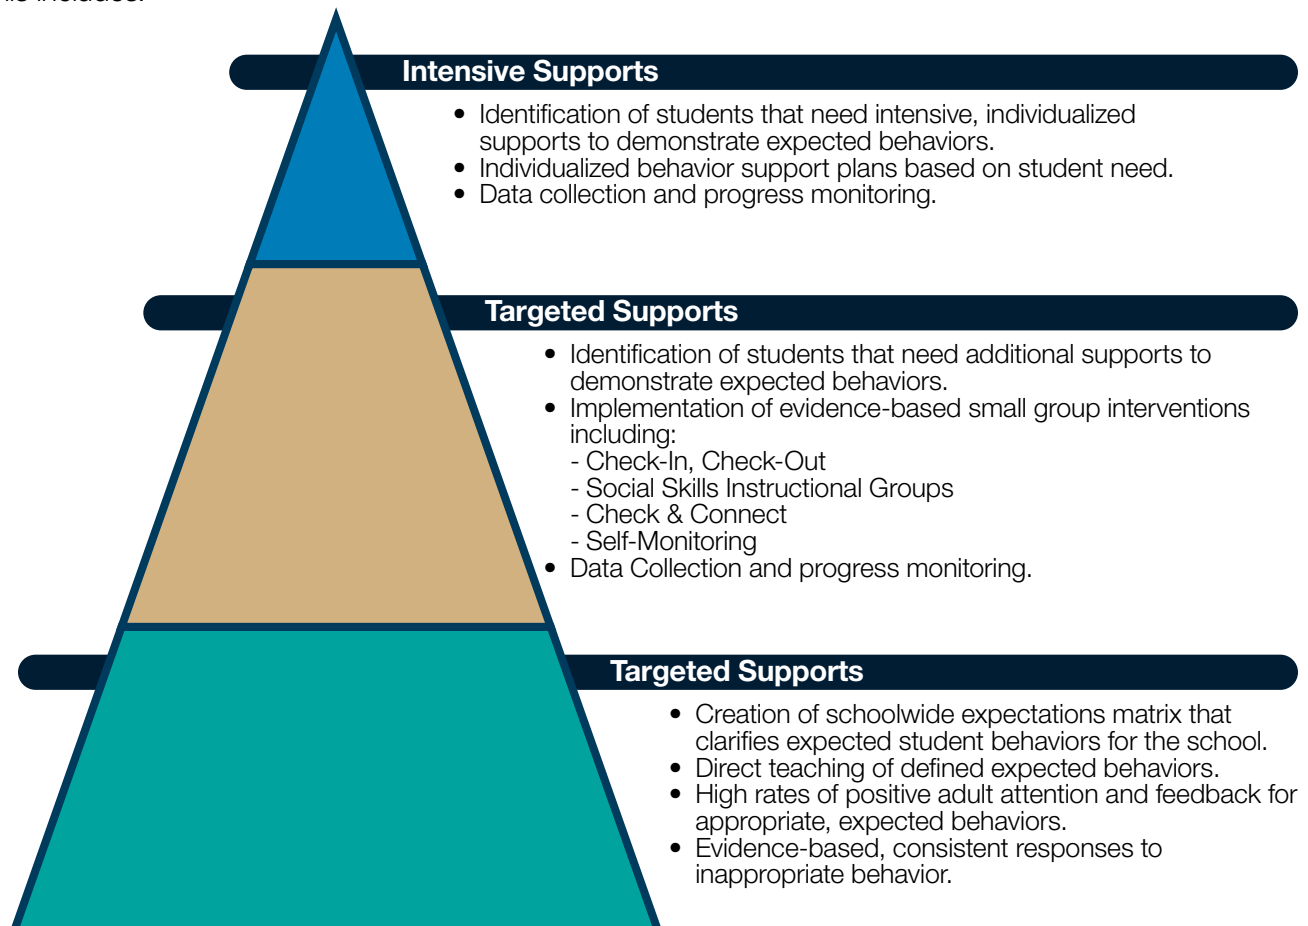 Intensive Supports
• Identification of students that need intensive, individualized
supports to demonstrate expected behaviors.
• Individualized behavior support plans based on student need.
• Data collection and progress monitoring.
Targeted Supports
• Identification of students that need additional supports to
demonstrate expected behaviors.
• Implementation of evidence-based small group interventions
including:
- Check-In, Check-Out
- Social Skills Instructional Groups
- Check & Connect
- Self-Monitoring
• Data Collection and progress monitoring.
Targeted Supports
• Creation of schoolwide expectations matrix that
clarifies expected student behaviors for the school.
• Direct teaching of defined expected behaviors.
• High rates of positive adult attention and feedback for
appropriate, expected behaviors.
• Evidence-based, consistent responses to
inappropriate behavior.